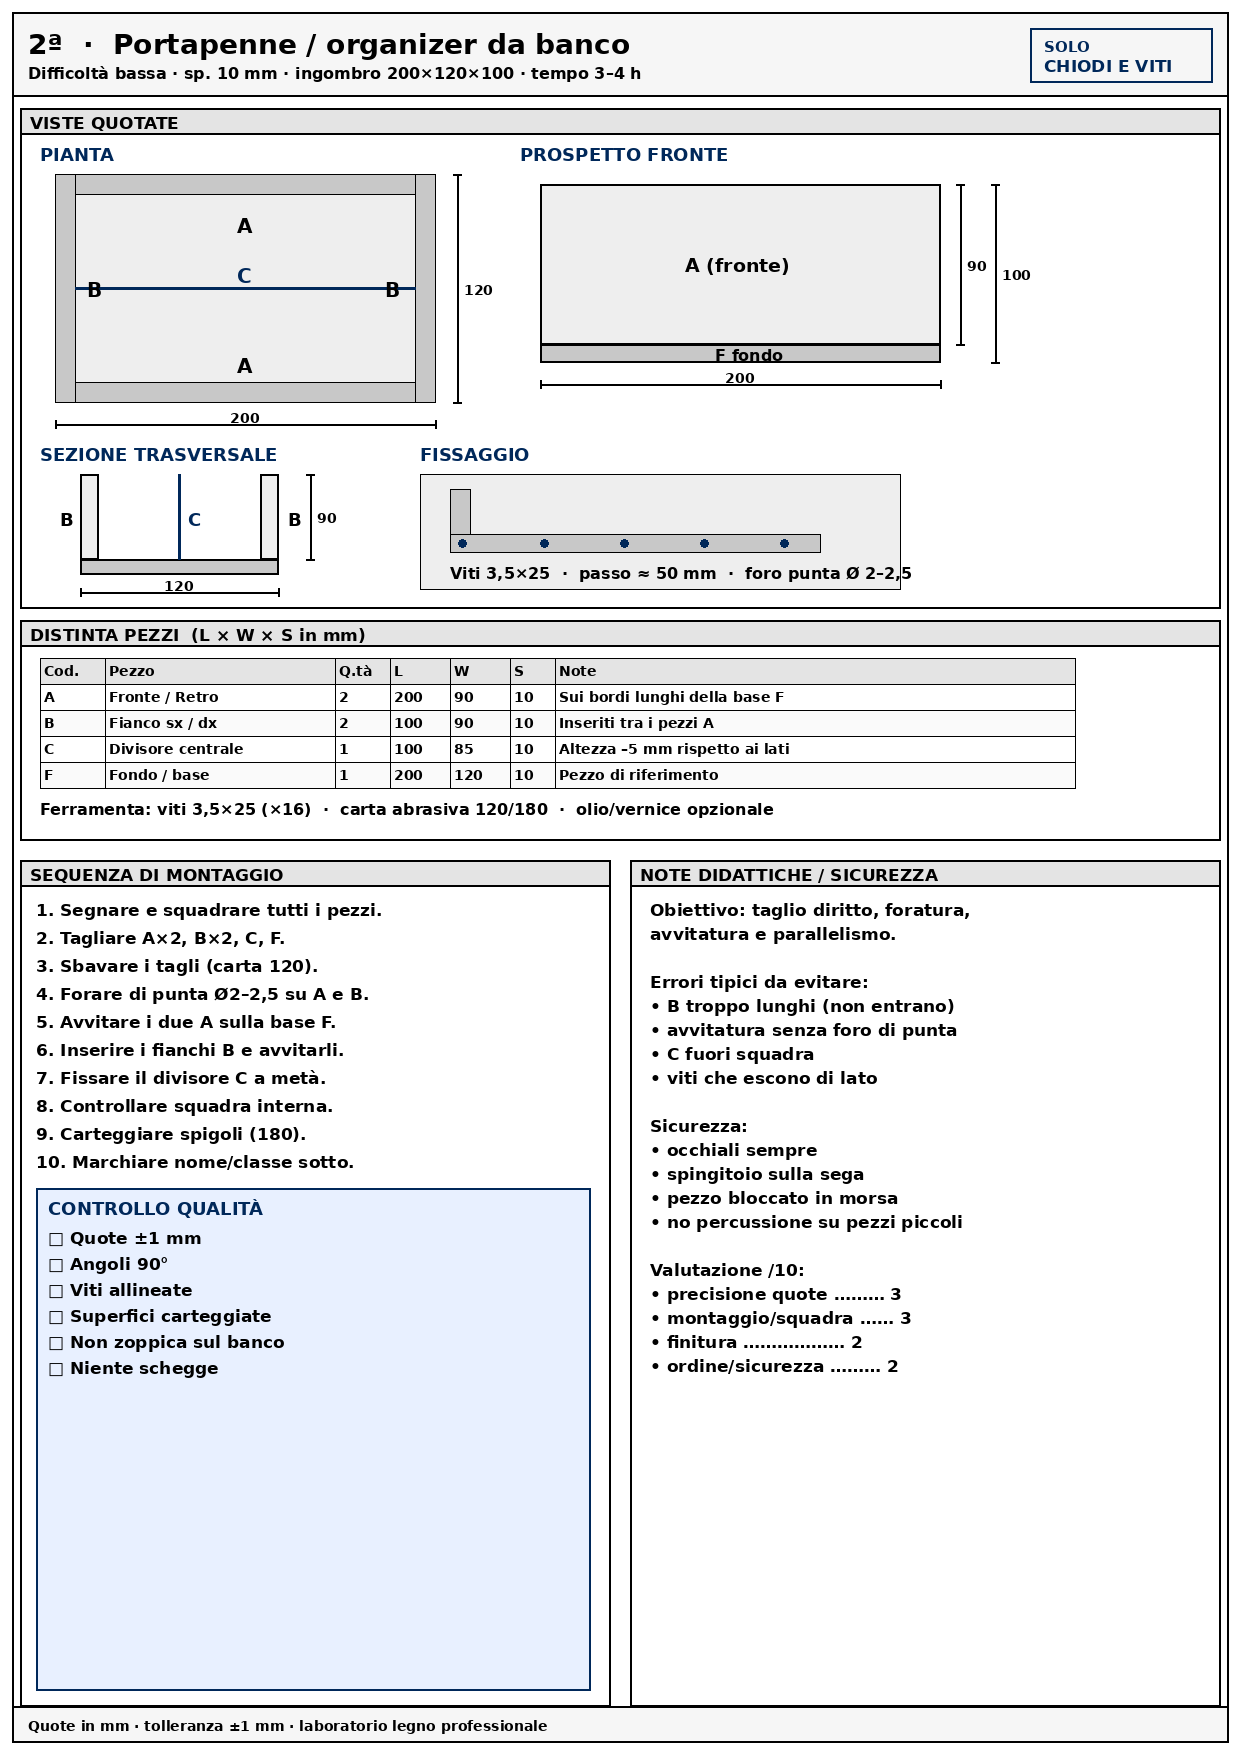 2ª · Portapenne / organizer da banco
Difficoltà bassa · sp. 10 mm · ingombro 200×120×100 · tempo 3–4 h
SOLO
CHIODI E VITI
VISTE QUOTATE
PIANTA
A
C
B
B
A
120
200
PROSPETTO FRONTE
A (fronte)
F fondo
90
100
200
SEZIONE TRASVERSALE
B
C
B
90
120
FISSAGGIO
Viti 3,5×25 · passo ≈ 50 mm · foro punta Ø 2–2,5
DISTINTA PEZZI (L × W × S in mm)
Cod. Pezzo Q.tà L W S Note
A Fronte / Retro 2 200 90 10 Sui bordi lunghi della base F
B Fianco sx / dx 2 100 90 10 Inseriti tra i pezzi A
C Divisore centrale 1 100 85 10 Altezza –5 mm rispetto ai lati
F Fondo / base 1 200 120 10 Pezzo di riferimento
Ferramenta: viti 3,5×25 (×16) · carta abrasiva 120/180 · olio/vernice opzionale
SEQUENZA DI MONTAGGIO
1. Segnare e squadrare tutti i pezzi.
2. Tagliare A×2, B×2, C, F.
3. Sbavare i tagli (carta 120).
4. Forare di punta Ø2–2,5 su A e B.
5. Avvitare i due A sulla base F.
6. Inserire i fianchi B e avvitarli.
7. Fissare il divisore C a metà.
8. Controllare squadra interna.
9. Carteggiare spigoli (180).
10. Marchiare nome/classe sotto.
CONTROLLO QUALITÀ
□ Quote ±1 mm
□ Angoli 90°
□ Viti allineate
□ Superfici carteggiate
□ Non zoppica sul banco
□ Niente schegge
NOTE DIDATTICHE / SICUREZZA
Obiettivo: taglio diritto, foratura,
avvitatura e parallelismo.
Errori tipici da evitare:
• B troppo lunghi (non entrano)
• avvitatura senza foro di punta
• C fuori squadra
• viti che escono di lato
Sicurezza:
• occhiali sempre
• spingitoio sulla sega
• pezzo bloccato in morsa
• no percussione su pezzi piccoli
Valutazione /10:
• precisione quote ......... 3
• montaggio/squadra ...... 3
• finitura .................. 2
• ordine/sicurezza ......... 2
Quote in mm · tolleranza ±1 mm · laboratorio legno professionale